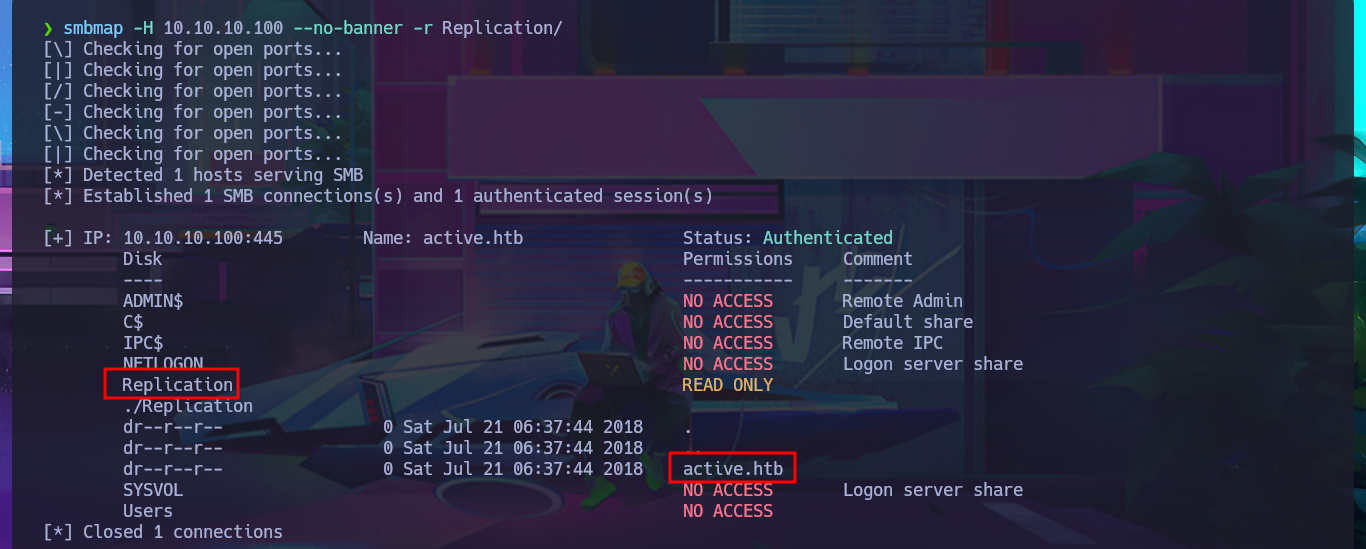 ❯ smbmap -H 10.10.10.100 --no-banner -r Replication/
[\] Checking for open ports...
[|] Checking for open ports...
[/] Checking for open ports...
[-] Checking for open ports...
[\] Checking for open ports...
[|] Checking for open ports...
[*] Detected 1 hosts serving SMB
[*] Established 1 SMB connections(s) and 1 authenticated session(s)
[+] IP: 10.10.10.100:445 Name: active.htb Status: Authenticated
Disk Permissions Comment
---- ----------- -------
ADMIN$ NO ACCESS Remote Admin
C$ NO ACCESS Default share
IPC$ NO ACCESS Remote IPC
NETLOGON NO ACCESS Logon server share
Replication READ ONLY
./Replication
dr--r--r-- 0 Sat Jul 21 06:37:44 2018 .
dr--r--r-- 0 Sat Jul 21 06:37:44 2018 ..
dr--r--r-- 0 Sat Jul 21 06:37:44 2018 active.htb
SYSVOL NO ACCESS Logon server share
Users NO ACCESS
[*] Closed 1 connections